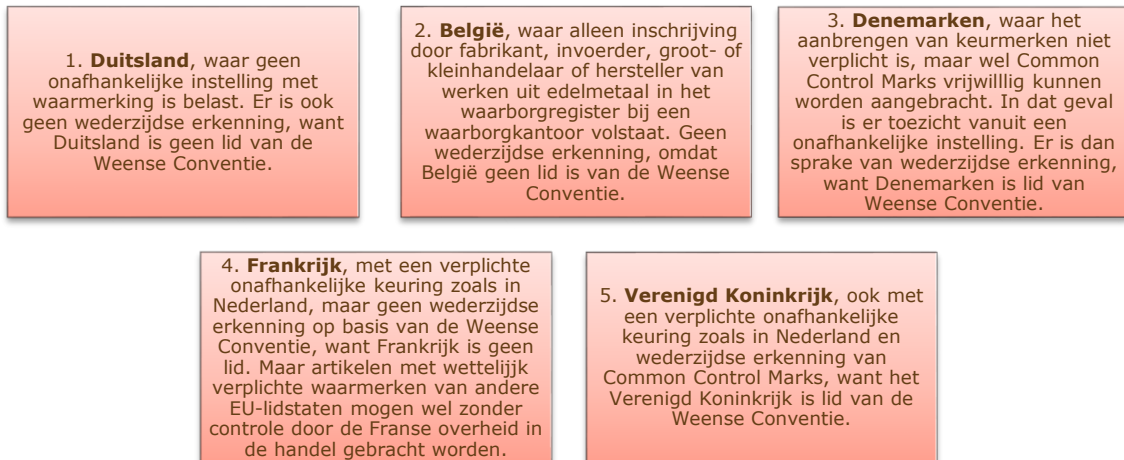 1. Duitsland, waar geen
onafhankelijke instelling met
waarmerking is belast. Er is ook
geen wederzijdse erkenning, want
Duitsland is geen lid van de
Weense Conventie.
2. België, waar alleen inschrijving
door fabrikant, invoerder, groot- of
kleinhandelaar of hersteller van
werken uit edelmetaal in het
waarborgregister bij een
waarborgkantoor volstaat. Geen
wederzijdse erkenning, omdat
België geen lid is van de Weense
Conventie.
3. Denemarken, waar het
aanbrengen van keurmerken niet
verplicht is, maar wel Common
Control Marks vrijwilllig kunnen
worden aangebracht. In dat geval
is er toezicht vanuit een
onafhankelijke instelling. Er is dan
sprake van wederzijdse erkenning,
want Denemarken is lid van
Weense Conventie.
4. Frankrijk, met een verplichte
onafhankelijke keuring zoals in
Nederland, maar geen wederzijdse
erkenning op basis van de Weense
Conventie, want Frankrijk is geen
lid. Maar artikelen met wettelijjk
verplichte waarmerken van andere
EU-lidstaten mogen wel zonder
controle door de Franse overheid in
de handel gebracht worden.
5. Verenigd Koninkrijk, ook met
een verplichte onafhankelijke
keuring zoals in Nederland en
wederzijdse erkenning van
Common Control Marks, want het
Verenigd Koninkrijk is lid van de
Weense Conventie.